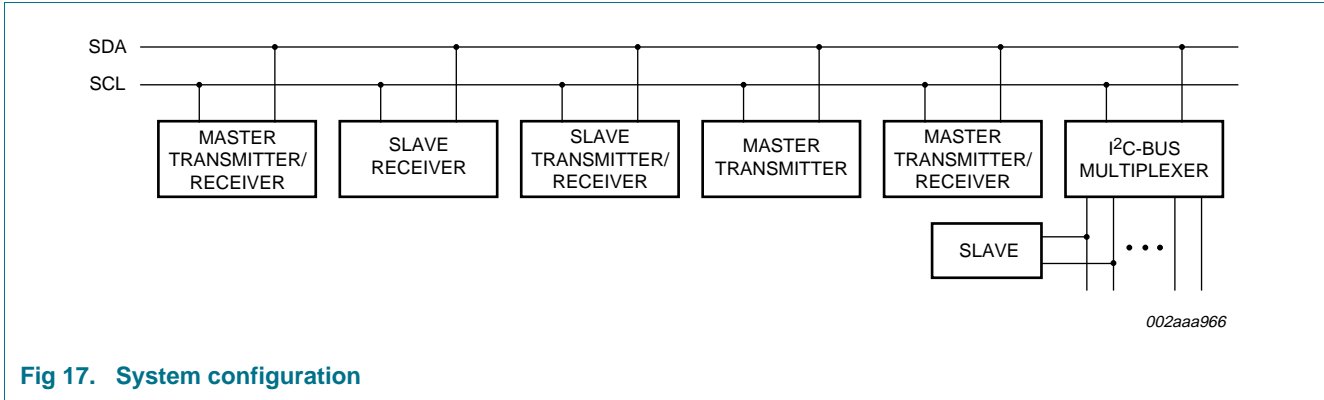 SDA
SCL
MASTER
TRANSMITTER/
RECEIVER
SLAVE
RECEIVER
SLAVE
TRANSMITTER/
RECEIVER
MASTER
TRANSMITTER
MASTER
TRANSMITTER/
RECEIVER
I²C-BUS
MULTIPLEXER
SLAVE
002aaa966
Fig 17. System configuration